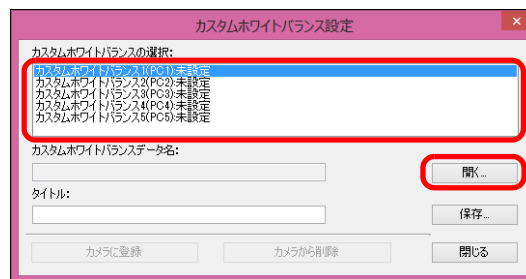 カスタムホワイトバランス設定
×
カスタムホワイトバランスの選択:
カスタムホワイトバランス1(PC1):未設定
カスタムホワイトバランス2(PC2):未設定
カスタムホワイトバランス3(PC3):未設定
カスタムホワイトバランス4(PC4):未設定
カスタムホワイトバランス5(PC5):未設定
カスタムホワイトバランスデータ名:
開く...
タイトル:
保存...
カメラに登録 カメラから削除 閉じる